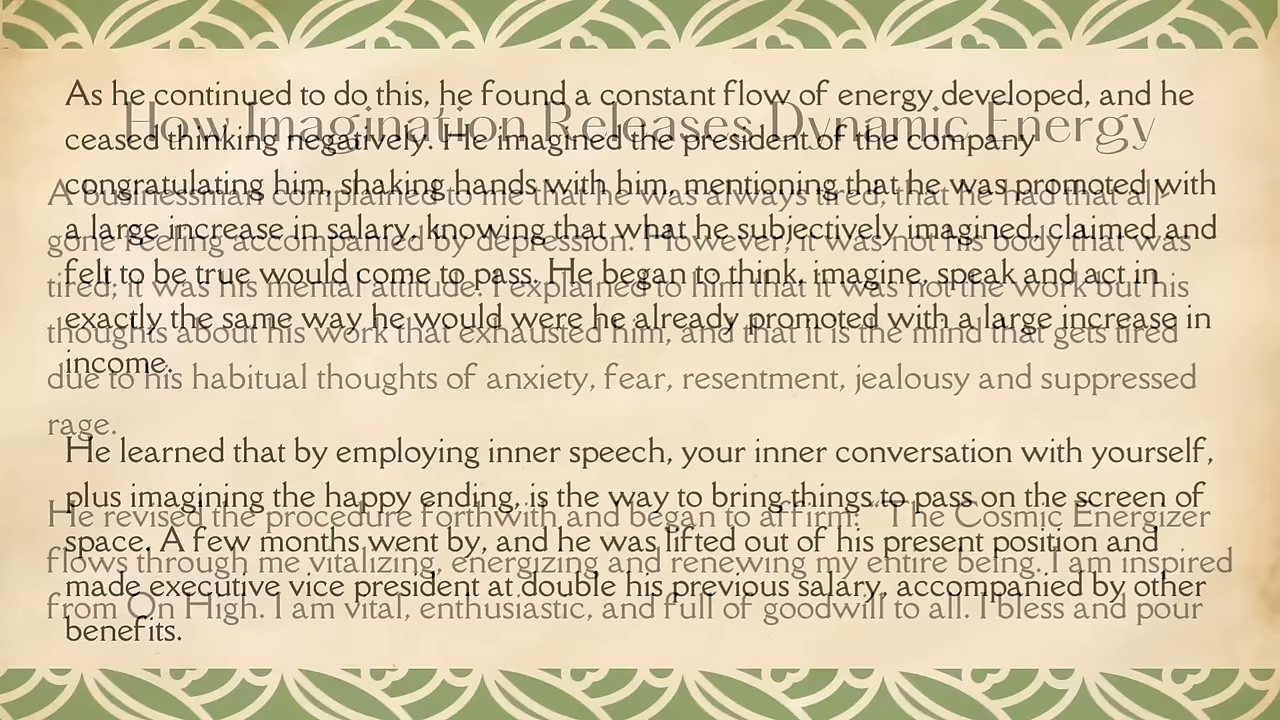 How Imagination Releases Dynamic Energy
A businessman complained to me that he was always tired, that he had that all-
gone feeling accompanied by depression. However, it was not his body that was
tired; it was his mental attitude. I explained to him that it was not the work but his
thoughts about his work that exhausted him, and that it is the mind that gets tired
due to his habitual thoughts of anxiety, fear, resentment, jealousy and suppressed
rage.
He revised the procedure forthwith and began to affirm: “The Cosmic Energizer
flows through me vitalizing, energizing and renewing my entire being. I am inspired
from On High. I am vital, enthusiastic, and full of goodwill to all. I bless and pour
As he continued to do this, he found a constant flow of energy developed, and he
ceased thinking negatively. He imagined the president of the company
congratulating him, shaking hands with him, mentioning that he was promoted with
a large increase in salary, knowing that what he subjectively imagined, claimed and
felt to be true would come to pass. He began to think, imagine, speak and act in
exactly the same way he would were he already promoted with a large increase in
income.
He learned that by employing inner speech, your inner conversation with yourself,
plus imagining the happy ending, is the way to bring things to pass on the screen of
space. A few months went by, and he was lifted out of his present position and
made executive vice president at double his previous salary, accompanied by other
benefits.